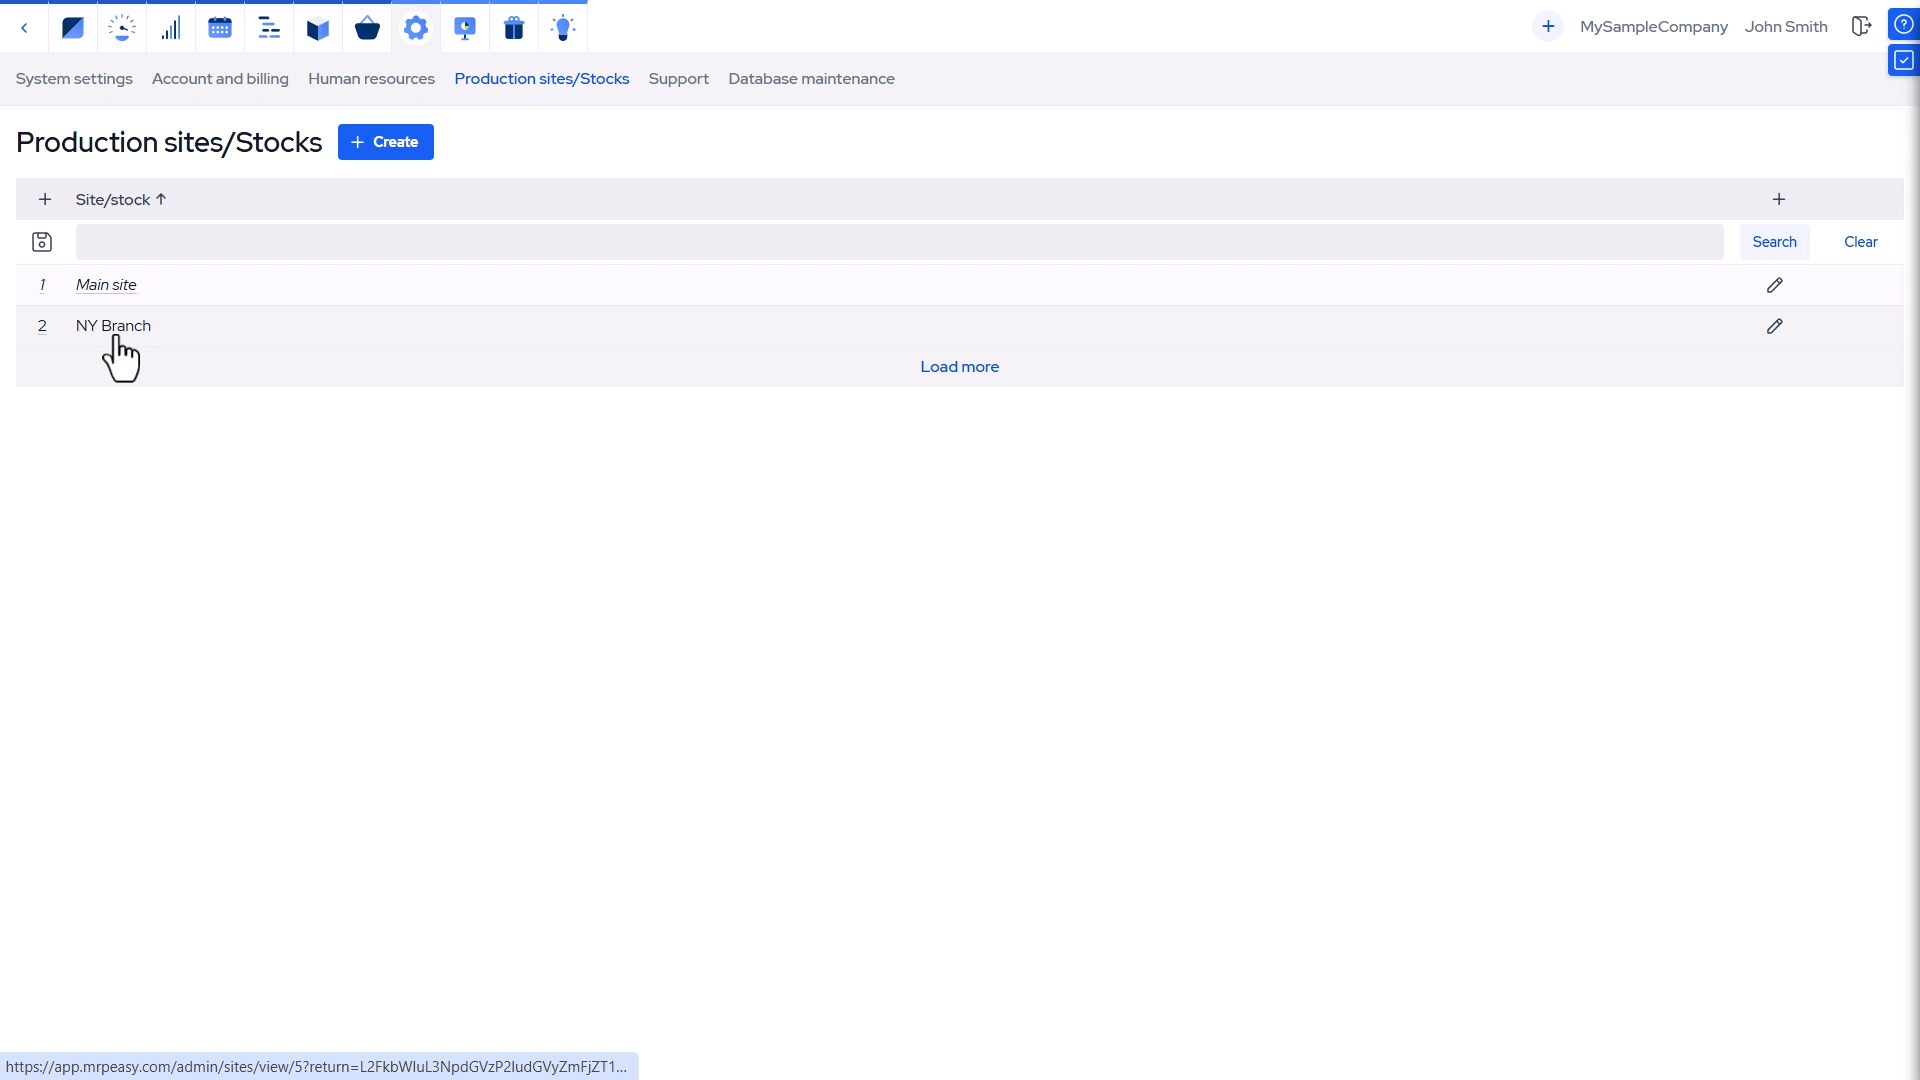 MySampleCompany John Smith
System settings Account and billing Human resources Production sites/Stocks Support Database maintenance
Production sites/Stocks + Create
+ Site/stock ↑ +
Search Clear
1 Main site
2 NY Branch
Load more
https://app.mrpeasy.com/admin/sites/view/5?return=L2FkbWluL3NpdGVzP2ludGVyZmFjZT1...